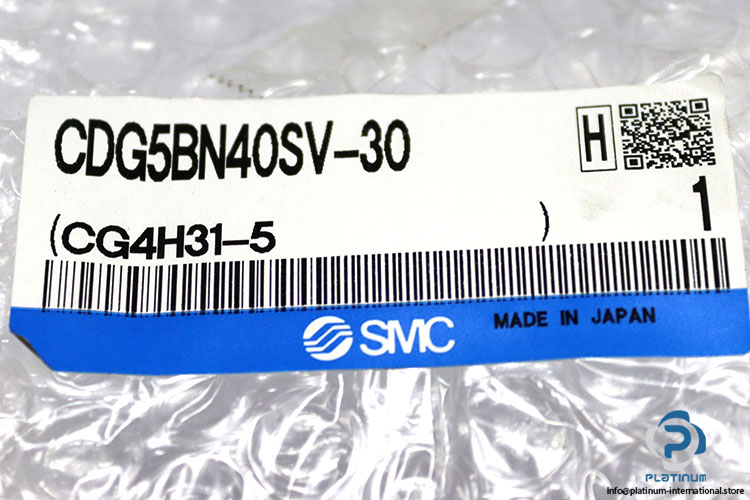 CDG5BN40SV-30
H
(CG4H31-5 )
1
SMC
MADE IN JAPAN
PLATINUM
Info@platinum-international.store